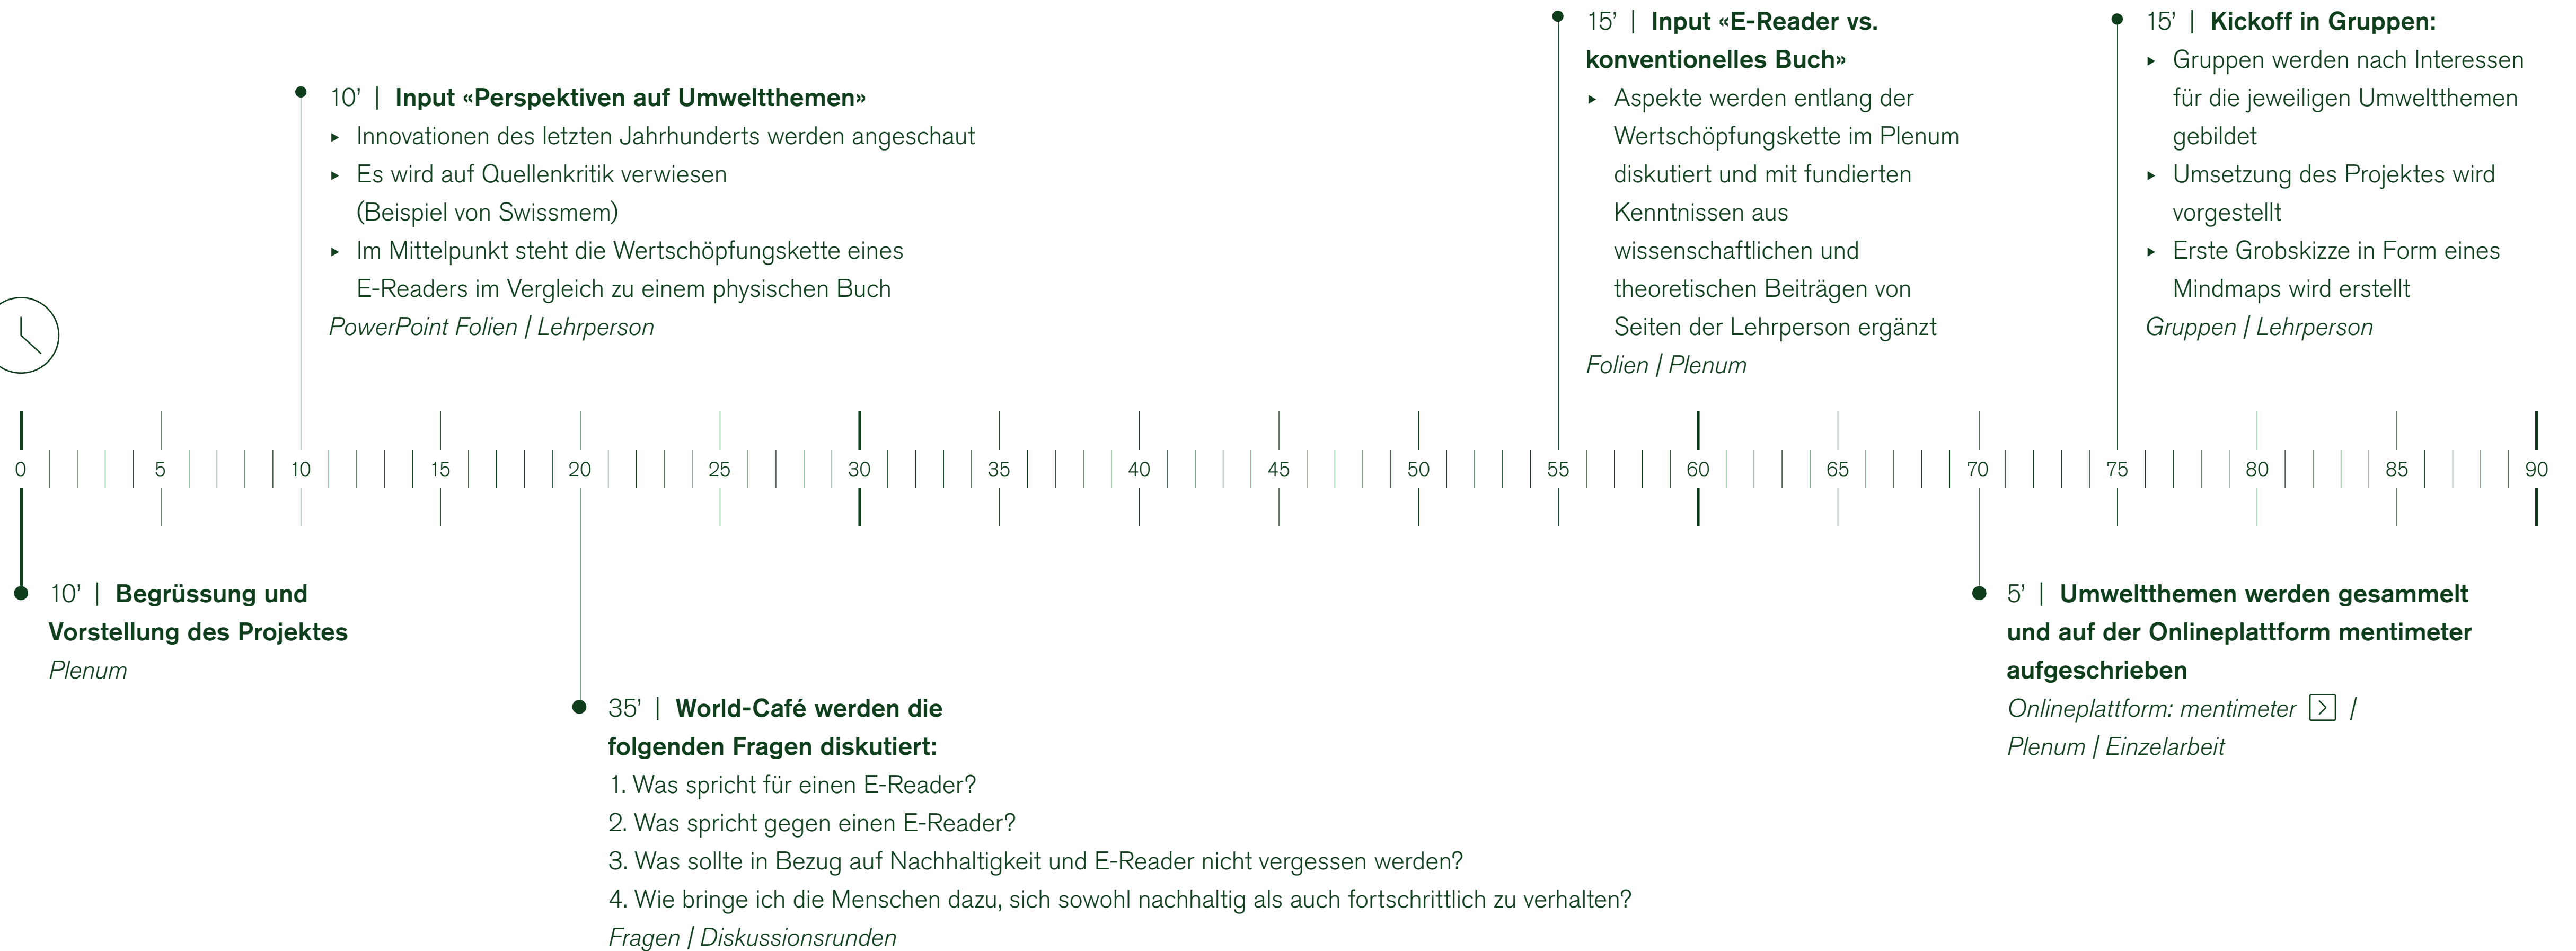 10’ | Input «Perspektiven auf Umweltthemen»
▸ Innovationen des letzten Jahrhunderts werden angeschaut
▸ Es wird auf Quellenkritik verwiesen
(Beispiel von Swissmem)
▸ Im Mittelpunkt steht die Wertschöpfungskette eines
E-Readers im Vergleich zu einem physischen Buch
PowerPoint Folien | Lehrperson
15’ | Input «E-Reader vs.
konventionelles Buch»
▸ Aspekte werden entlang der
Wertschöpfungskette im Plenum
diskutiert und mit fundierten
Kenntnissen aus
wissenschaftlichen und
theoretischen Beiträgen von
Seiten der Lehrperson ergänzt
Folien | Plenum
15’ | Kickoff in Gruppen:
▸ Gruppen werden nach Interessen
für die jeweiligen Umweltthemen
gebildet
▸ Umsetzung des Projektes wird
vorgestellt
▸ Erste Grobskizze in Form eines
Mindmaps wird erstellt
Gruppen | Lehrperson
0 5 10 15 20 25 30 35 40 45 50 55 60 65 70 75 80 85 90
10’ | Begrüssung und
Vorstellung des Projektes
Plenum
35’ | World-Café werden die
folgenden Fragen diskutiert:
1. Was spricht für einen E-Reader?
2. Was spricht gegen einen E-Reader?
3. Was sollte in Bezug auf Nachhaltigkeit und E-Reader nicht vergessen werden?
4. Wie bringe ich die Menschen dazu, sich sowohl nachhaltig als auch fortschrittlich zu verhalten?
Fragen | Diskussionsrunden
5’ | Umweltthemen werden gesammelt
und auf der Onlineplattform mentimeter
aufgeschrieben
Onlineplattform: mentimeter |
Plenum | Einzelarbeit